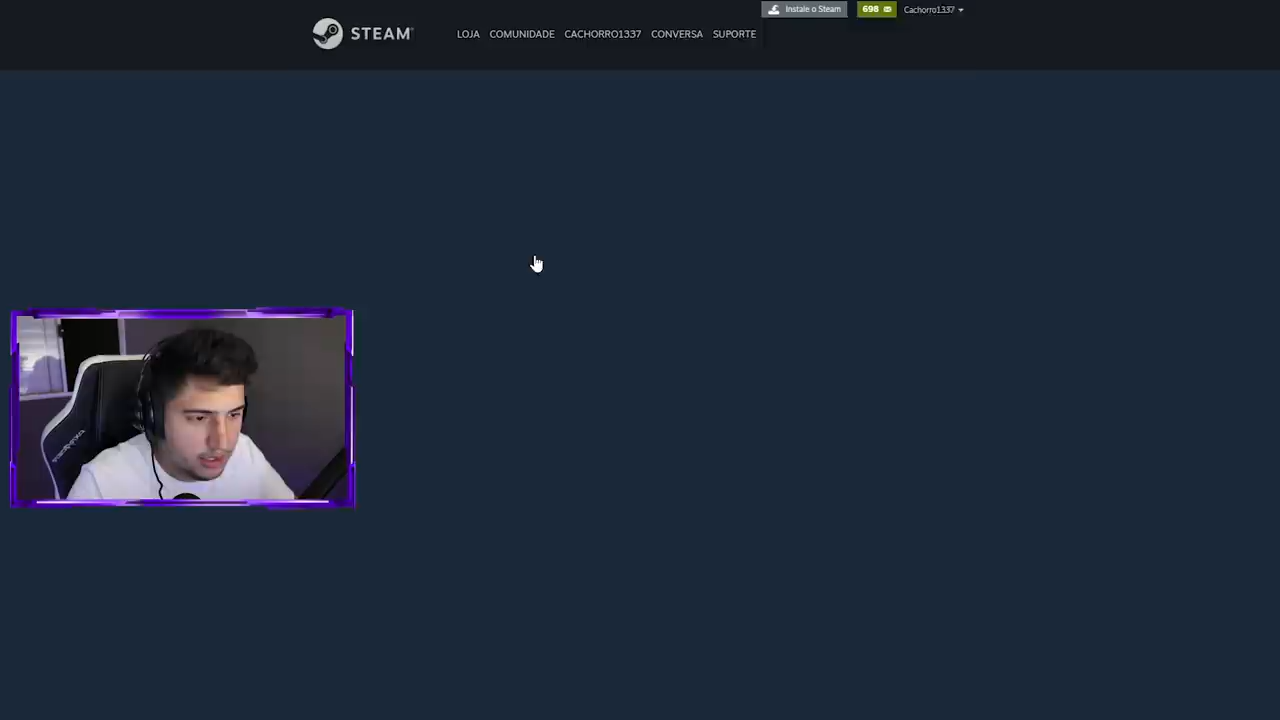 Instale o Steam
698
Cachorro1337
STEAM
LOJA COMUNIDADE CACHORRO1337 CONVERSA SUPORTE